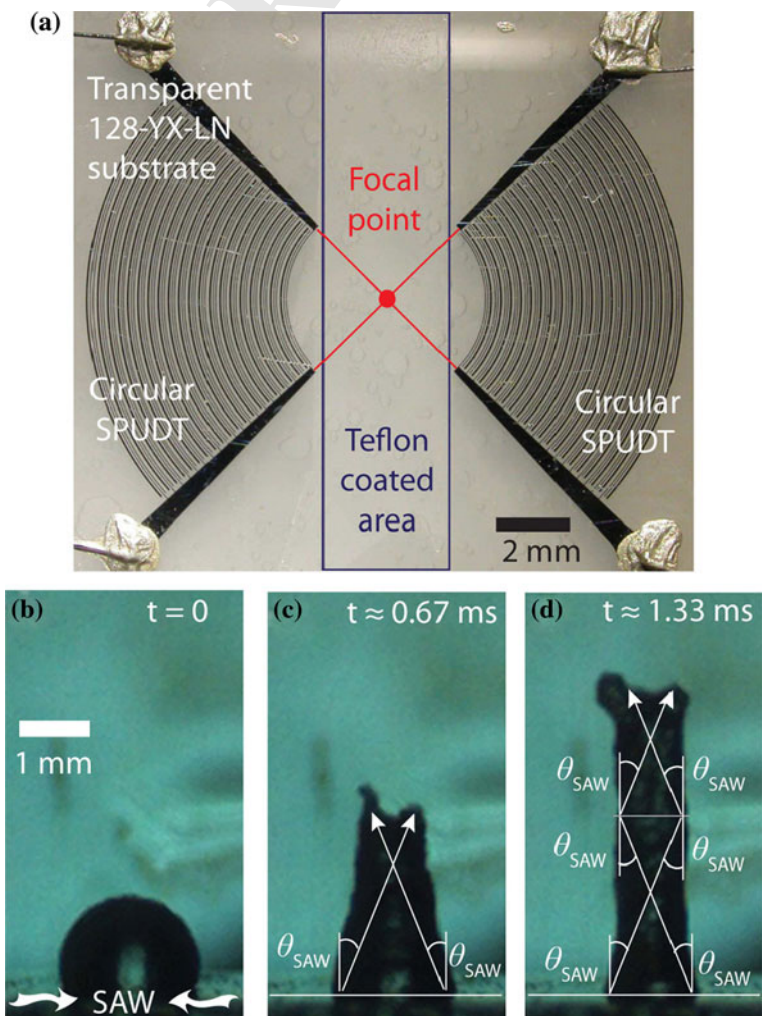 (a)
Transparent
128-YX-LN
substrate
Focal
point
Circular
SPUDT
Circular
SPUDT
Teflon
coated
area
2 mm
(b)
t = 0
1 mm
SAW
(c)
t ≈ 0.67 ms
θSAW
θSAW
(d)
t ≈ 1.33 ms
θSAW
θSAW
θSAW
θSAW
θSAW
θSAW